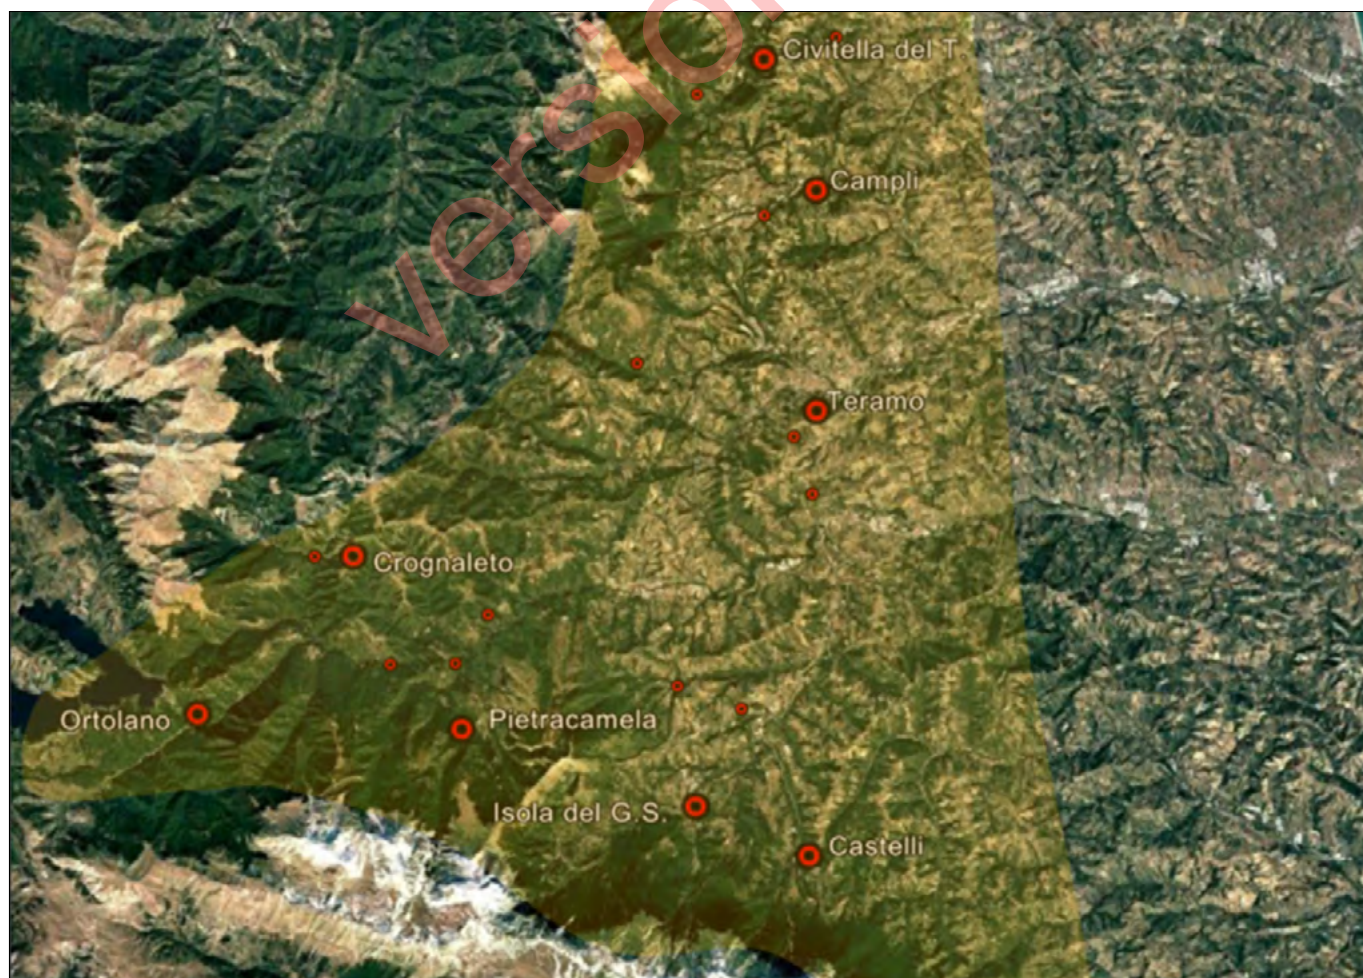 Civitella del T
Campli
Teramo
Crognaleto
Ortolano
Pietracamela
Isola del G.S.
Castelli
versio